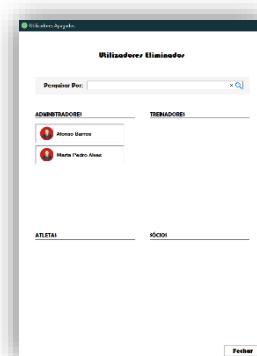 Utilizadores Apagados
Utilizadores Eliminados
Pesquisar Por:
ADMINISTRADORES TREINADORES
Afonso Barros
Marta Pedro Alves
ATLETAS SÓCIOS
Fechar